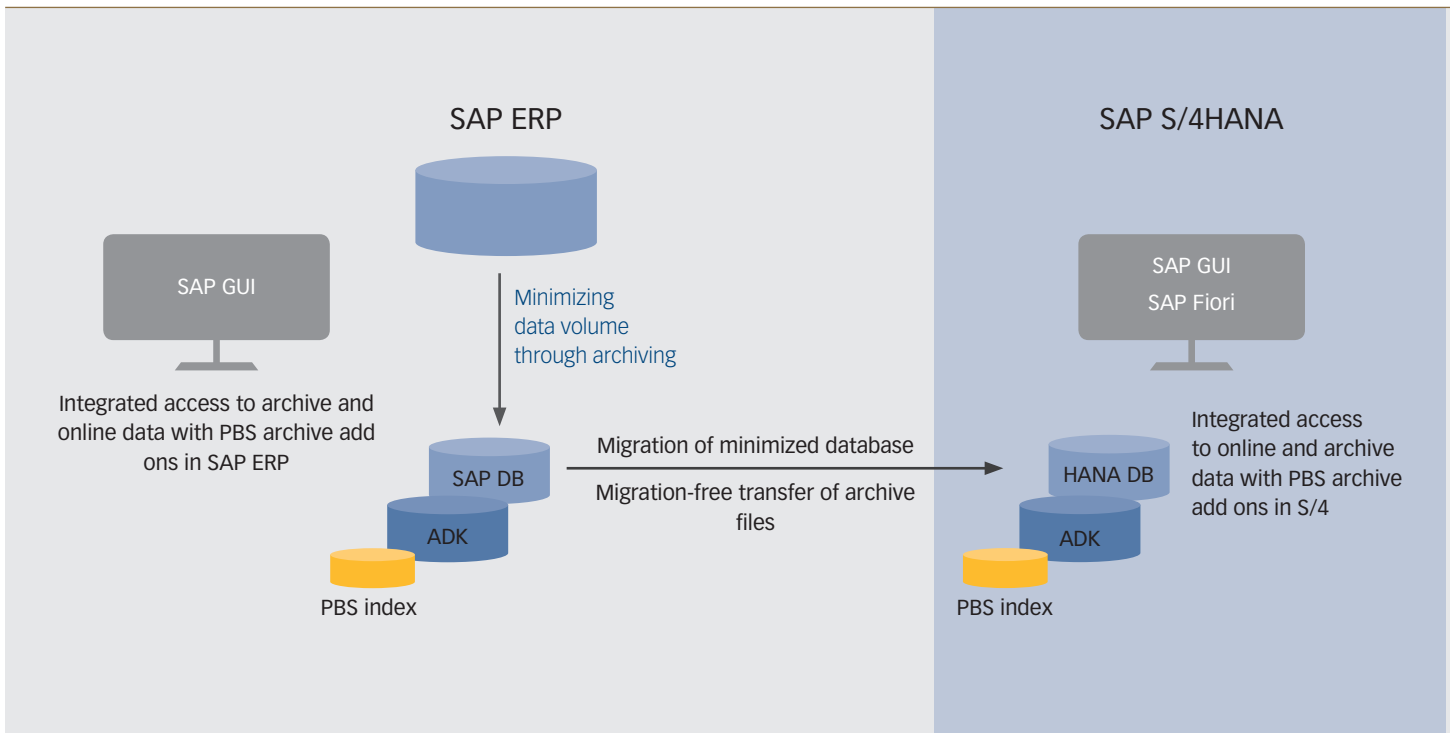 SAP ERP
SAP GUI
Integrated access to archive and
online data with PBS archive add
ons in SAP ERP
Minimizing
data volume
through archiving
SAP DB
ADK
PBS index
Migration of minimized database
Migration-free transfer of archive
files
SAP S/4HANA
SAP GUI
SAP Fiori
HANA DB
ADK
PBS index
Integrated access
to online and archive
data with PBS archive
add ons in S/4